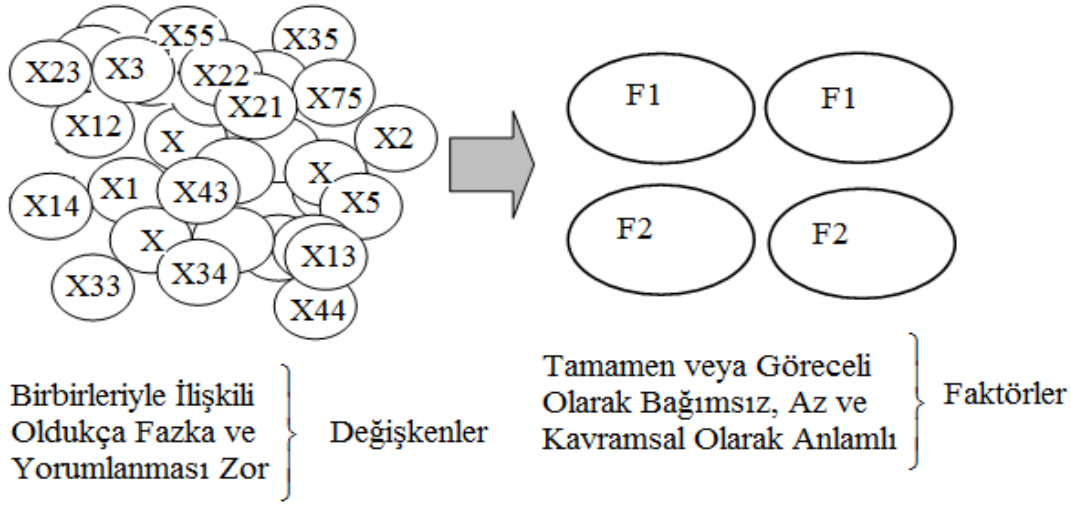 X55
X35
X23
X3
X22
X75
X21
X12
X2
X
X
X1
X43
X14
X5
X
X13
X34
X33
X44
F1
F1
F2
F2
Birbirleriyle İlişkili
Oldukça Fazka ve
Yorumlanması Zor
Değişkenler
Tamamen veya Göreceli
Olarak Bağımsız, Az ve
Kavramsal Olarak Anlamlı
Faktörler